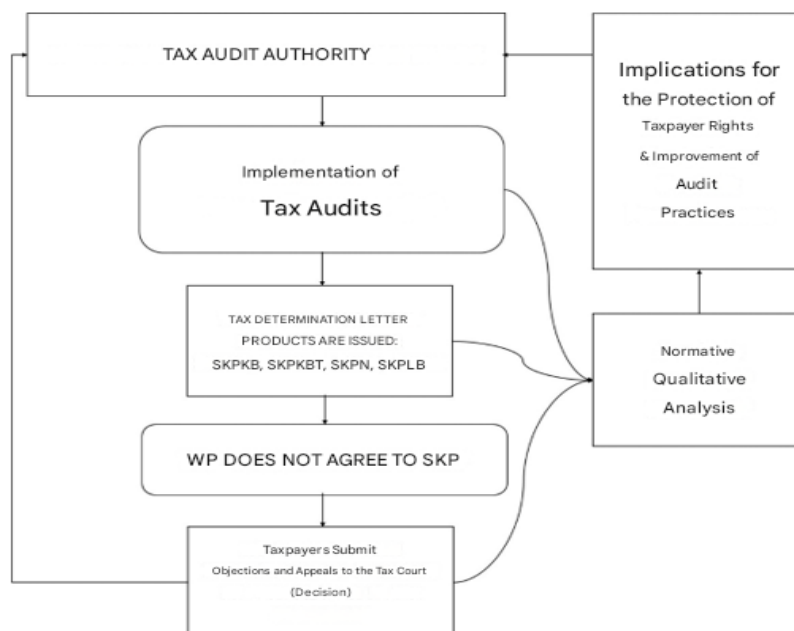 TAX AUDIT AUTHORITY
Implementation of
Tax Audits
TAX DETERMINATION LETTER
PRODUCTS ARE ISSUED:
SKPKB, SKPKBT, SKPN, SKPLB
WP DOES NOT AGREE TO SKP
Taxpayers Submit
Objections and Appeals to the Tax Court
(Decision)
Implications for
the Protection of
Taxpayer Rights
& Improvement of
Audit
Practices
Normative
Qualitative
Analysis